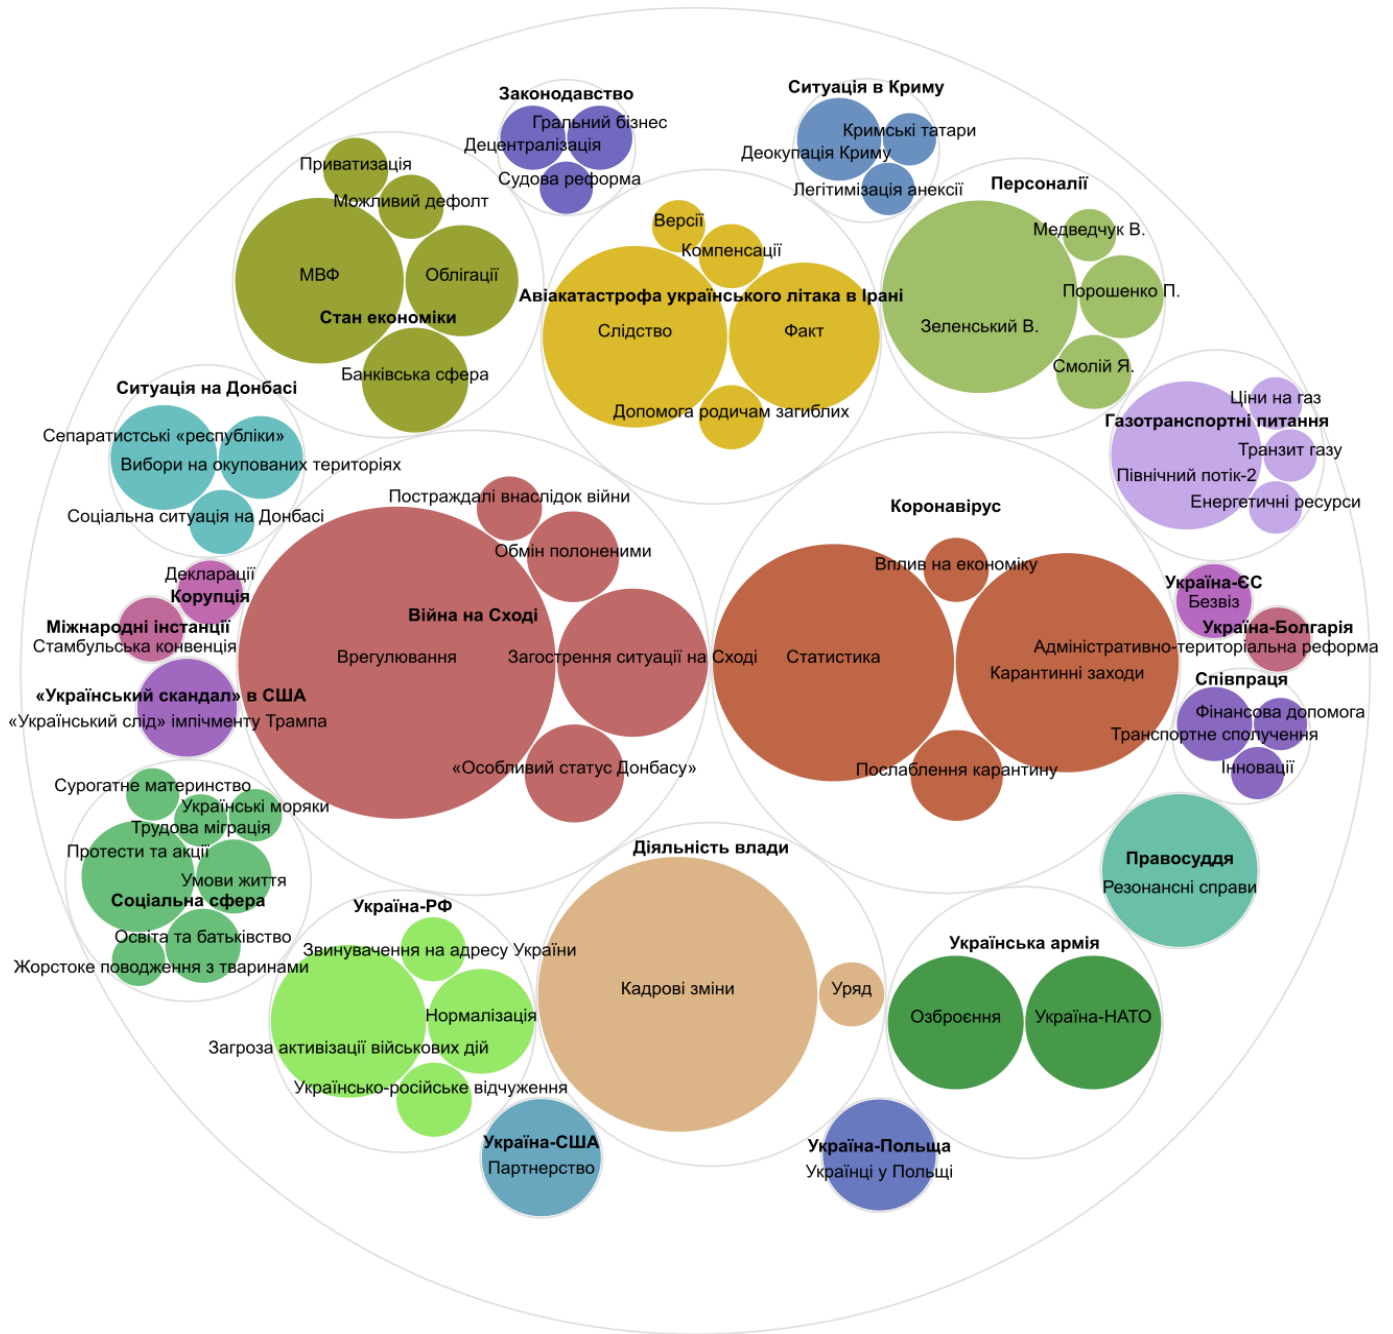 Законодавство
Гральний бізнес
Децентралізація
Судова реформа
Ситуація в Криму
Кримські татари
Деокупація Криму
Легітимізація анексії
Приватизація
Можливий дефолт
МВФ
Облігації
Стан економіки
Банківська сфера
Версії
Компенсації
Авіакатастрофа українського літака в Ірані
Слідство
Факт
Допомога родичам загиблих
Персоналії
Медведчук В.
Порошенко П.
Зеленський В.
Смолій Я.
Ситуація на Донбасі
Сепаратистські «республіки»
Вибори на окупованих територіях
Соціальна ситуація на Донбасі
Ціни на газ
Газотранспортні питання
Транзит газу
Північний потік-2
Енергетичні ресурси
Постраждалі внаслідок війни
Обмін полоненими
Війна на Сході
Врегулювання
Загострення ситуації на Сході
«Особливий статус Донбасу»
Коронавірус
Вплив на економіку
Статистика
Карантинні заходи
Послаблення карантину
Декларації
Корупція
Міжнародні інстанції
Стамбульська конвенція
«Український скандал» в США
«Український слід» імпічменту Трампа
Україна-ЄС
Безвіз
Україна-Болгарія
Адміністративно-територіальна реформа
Співпраця
Фінансова допомога
Транспортне сполучення
Інновації
Сурогатне материнство
Українські моряки
Трудова міграція
Протести та акції
Умови життя
Соціальна сфера
Освіта та батьківство
Жорстоке поводження з тваринами
Діяльність влади
Кадрові зміни
Уряд
Правосуддя
Резонансні справи
Україна-РФ
Звинувачення на адресу України
Нормалізація
Загроза активізації військових дій
Українсько-російське відчуження
Українська армія
Озброєння
Україна-НАТО
Україна-США
Партнерство
Україна-Польща
Українці у Польщі